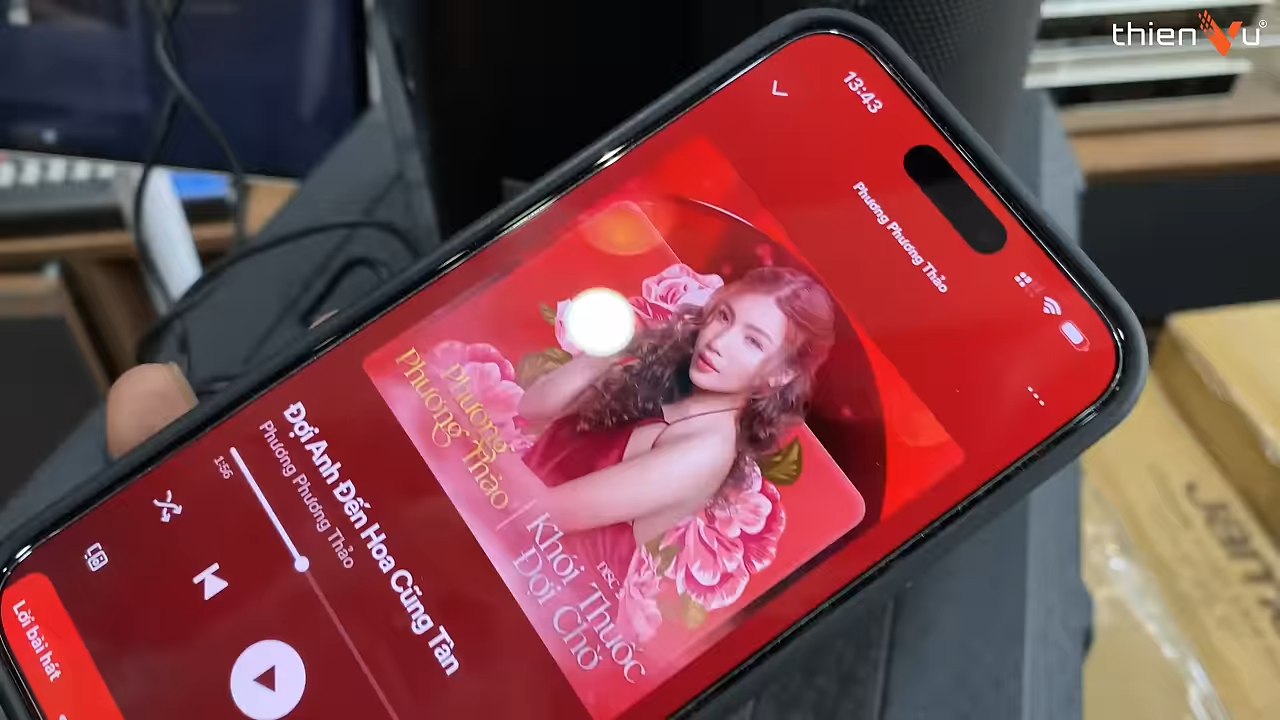 thienVu®
13:43
Phương Phương Thảo
Phương
Phương Thảo
DISC
Khói Thuốc
Đợi Chờ
Đợi Anh Đến Hoa Cũng Tàn
Phương Phương Thảo
1:56
Lời bài hát